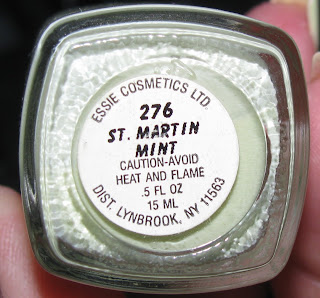 ESSIE COSMETICS LTD.
276
ST. MARTIN
MINT
CAUTION-AVOID
HEAT AND FLAME
.5 FL OZ
15 ML
DIST. LYNBROOK, NY 11563